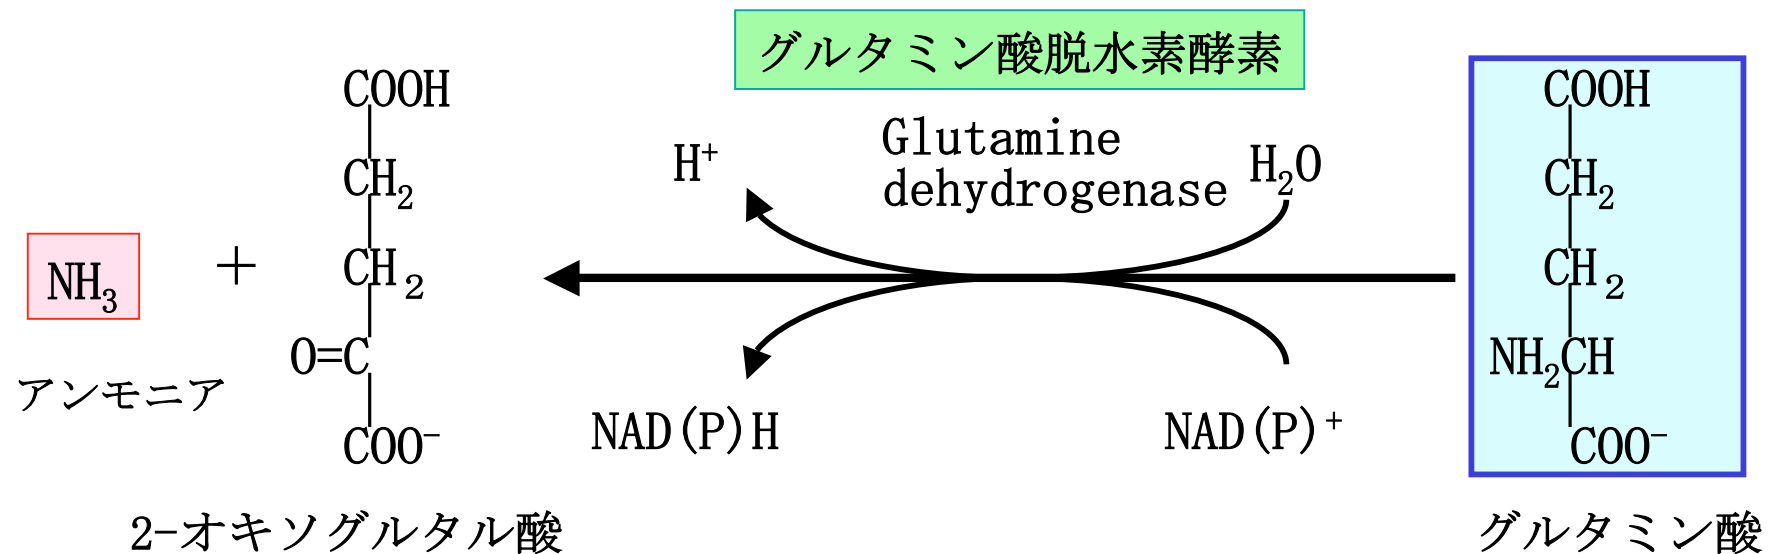 グルタミン酸脱水素酵素
Glutamine
dehydrogenase
NH₃
アンモニア
+
COOH
CH₂
CH₂
O=C
COO⁻
2-オキソグルタル酸
H⁺
H₂O
NAD(P)H
NAD(P)⁺
COOH
CH₂
CH₂
NH₂CH
COO⁻
グルタミン酸